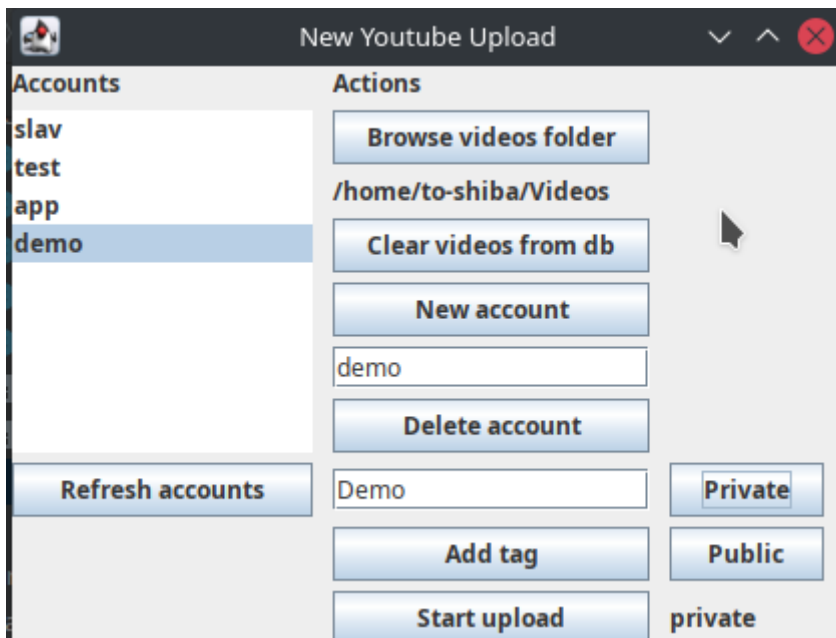 New Youtube Upload
Accounts
slav
test
app
demo
Refresh accounts
Actions
Browse videos folder
/home/to-shiba/Videos
Clear videos from db
New account
demo
Delete account
Demo
Private
Add tag
Public
Start upload
private